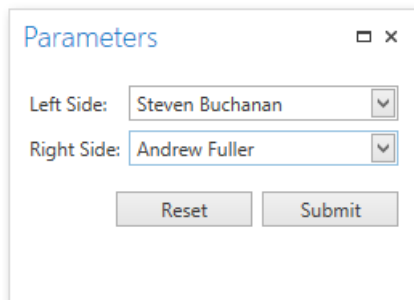 Parameters
Left Side: Steven Buchanan
Right Side: Andrew Fuller
Reset Submit